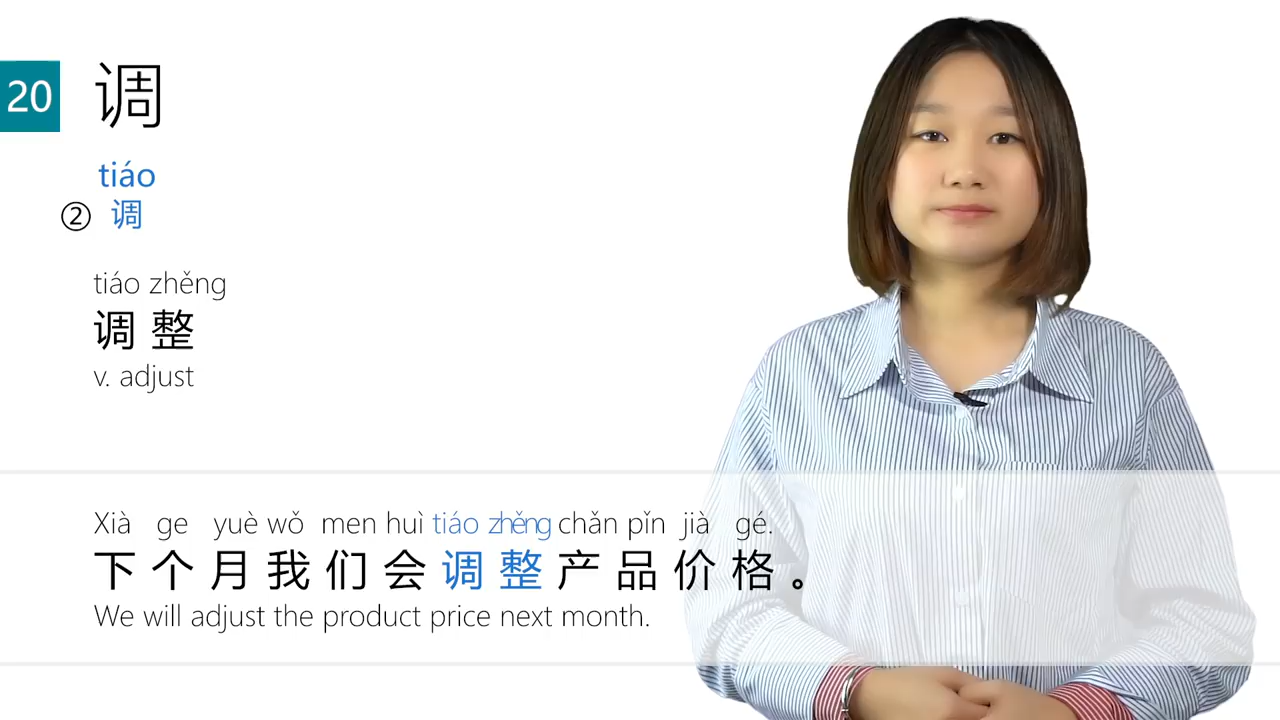 20 调
tiáo
② 调
tiáo zhěng
调整
v. adjust
Xià ge yuè wǒ men huì tiáo zhěng chǎn pǐn jià gé.
下个月我们会调整产品价格。
We will adjust the product price next month.